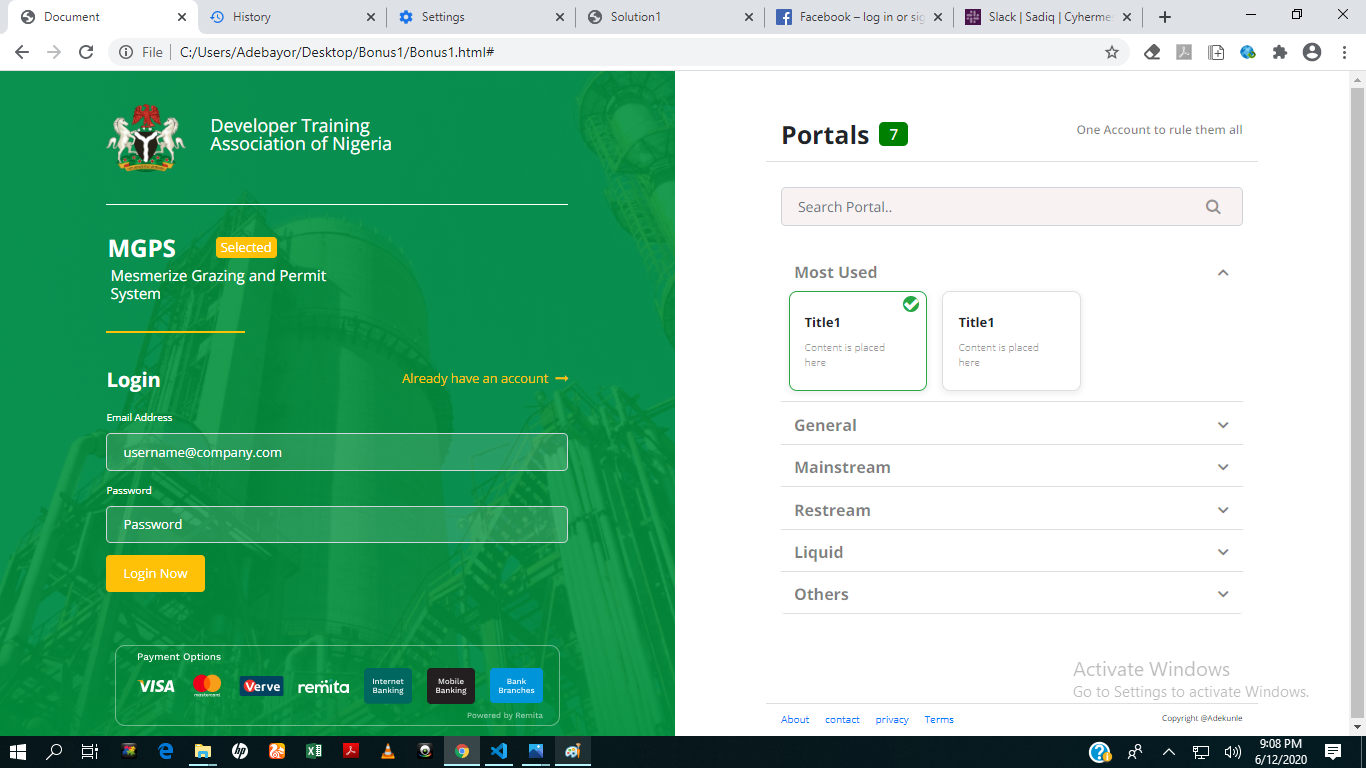 Document
History
Settings
Solution1
Facebook – log in or sig
Slack | Sadiq | Cyherme
File | C:/Users/Adebayor/Desktop/Bonus1/Bonus1.html#
Developer Training
Association of Nigeria
MGPS Selected
Mesmerize Grazing and Permit
System
Login Already have an account
Email Address
username@company.com
Password
Password
Login Now
Payment Options
VISA mastercard Verve remita Internet Banking Mobile Banking Bank Branches
Powered by Remita
Portals 7 One Account to rule them all
Search Portal..
Most Used
Title1
Content is placed
here
Title1
Content is placed
here
General
Mainstream
Restream
Liquid
Others
Activate Windows
Go to Settings to activate Windows.
About contact privacy Terms Copyright @Adekunle
9:08 PM
6/12/2020